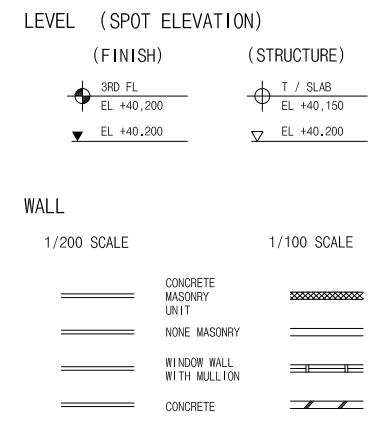 LEVEL (SPOT ELEVATION)
(FINISH) (STRUCTURE)
3RD FL
EL +40,200
EL +40.200
T / SLAB
EL +40,150
EL +40.200
WALL
1/200 SCALE 1/100 SCALE
CONCRETE
MASONRY
UNIT
NONE MASONRY
WINDOW WALL
WITH MULLION
CONCRETE